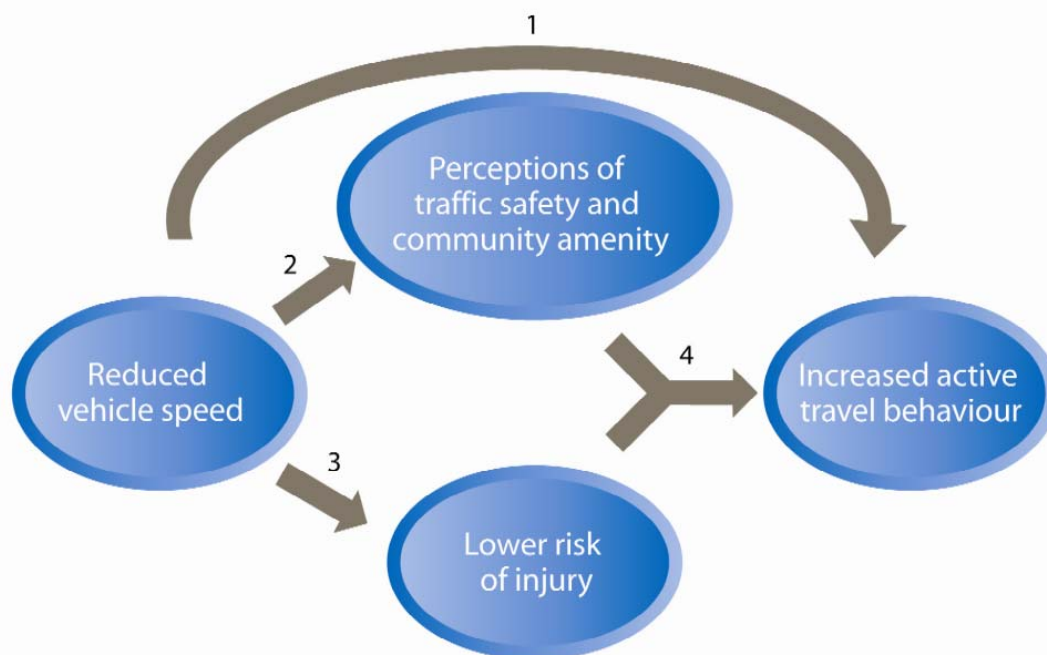 1
Perceptions of
traffic safety and
community amenity
2
4
Reduced
vehicle speed
Increased active
travel behaviour
3
Lower risk
of injury